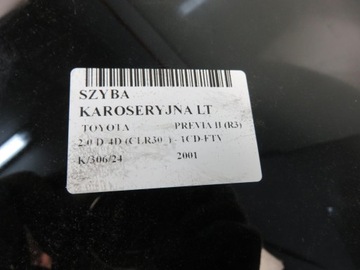 SZYBA
KAROSERYJNA LT
TOYOTA PREVIA II (R3)
2.0 D-4D (CLR30_) - 1CD-FTV
K/306/24 2001